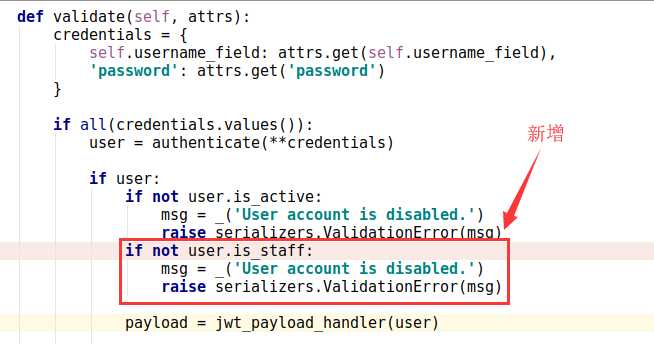 def validate(self, attrs):
credentials = {
self.username_field: attrs.get(self.username_field),
'password': attrs.get('password')
}
if all(credentials.values()):
user = authenticate(**credentials)
新增
if user:
if not user.is_active:
msg = _('User account is disabled.')
raise serializers.ValidationError(msg)
if not user.is_staff:
msg = _('User account is disabled.')
raise serializers.ValidationError(msg)
payload = jwt_payload_handler(user)